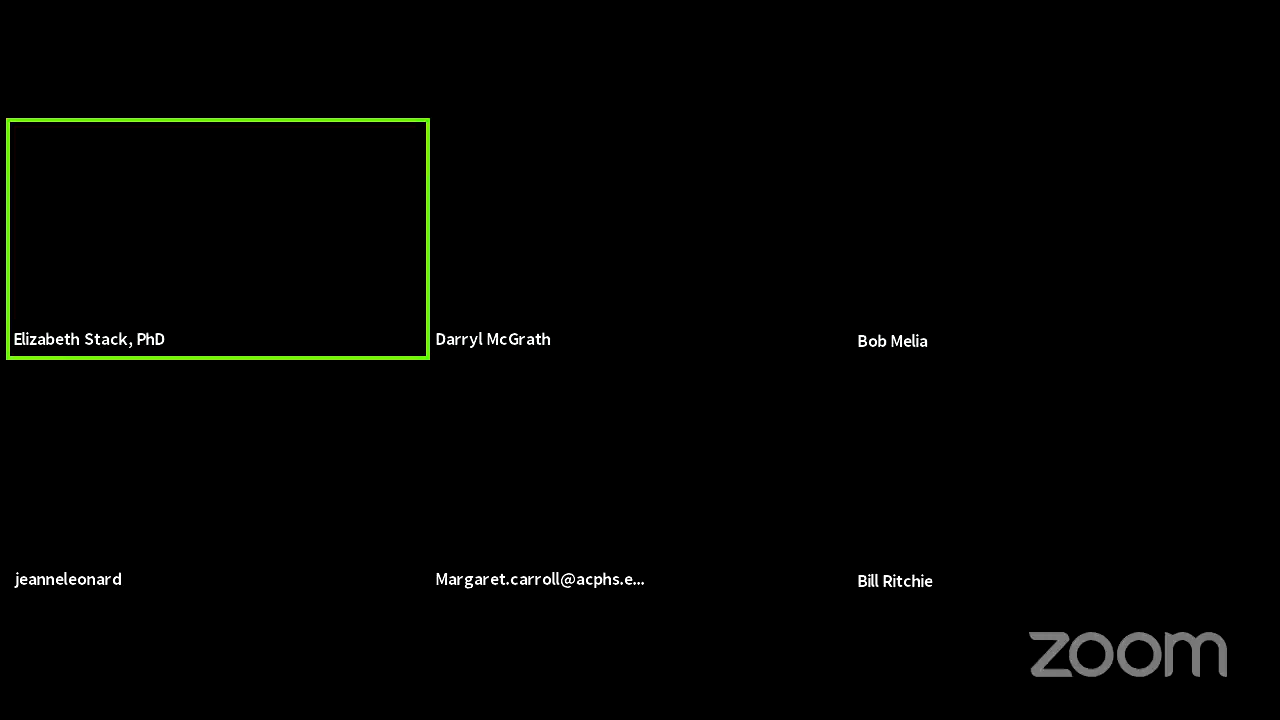 Elizabeth Stack, PhD
Darryl McGrath
Bob Melia
jeanneleonard
Margaret.carroll@acphs.e...
Bill Ritchie
zoom